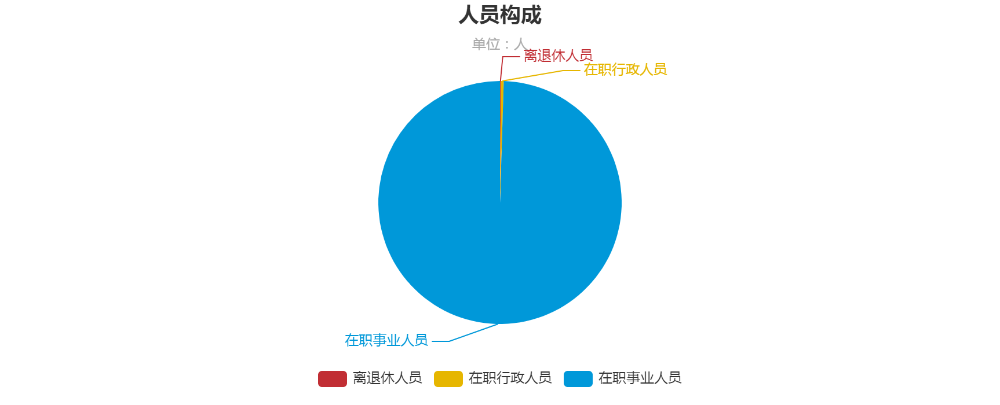 人员构成
单位：人
离退休人员
在职行政人员
在职事业人员
离退休人员 在职行政人员 在职事业人员